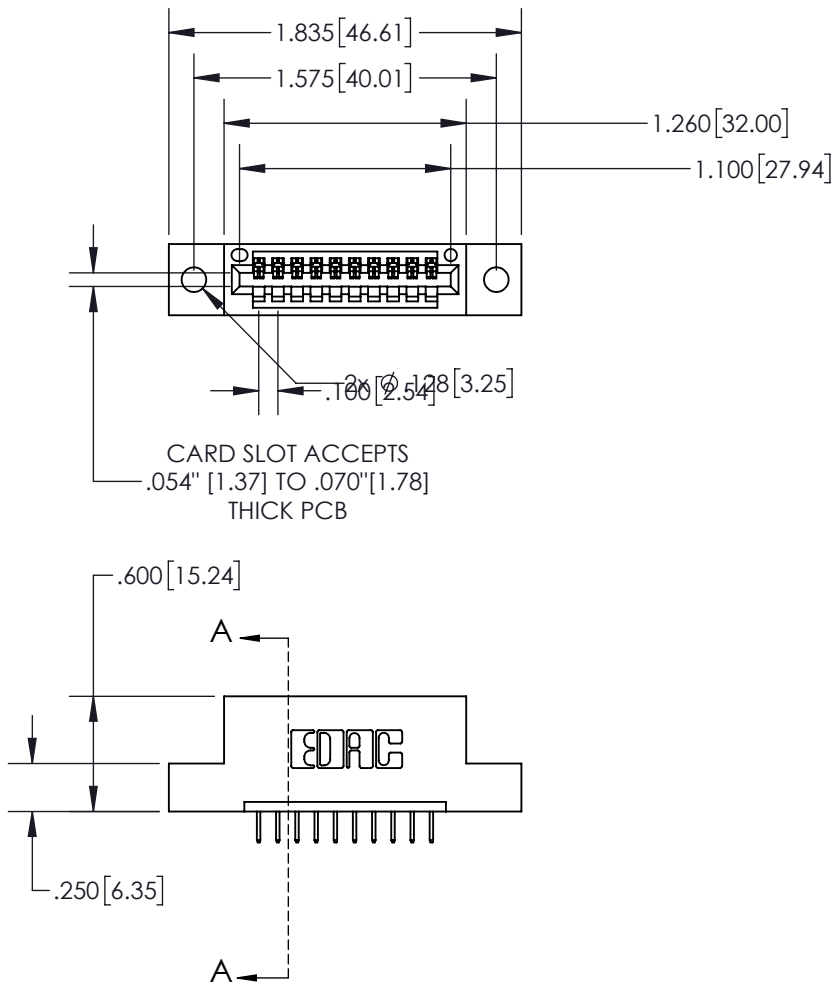 1.835[46.61]
1.575[40.01]
1.260[32.00]
1.100[27.94]
2x Ø .128[3.25]
.100[2.54]
CARD SLOT ACCEPTS
.054" [1.37] TO .070"[1.78]
THICK PCB
.600[15.24]
A
EDAC
.250[6.35]
A